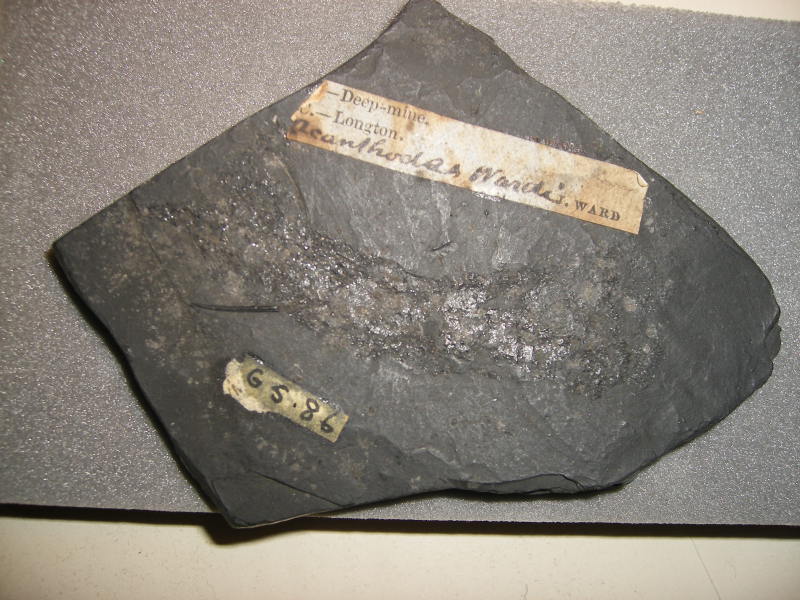 —Deep-mine.
—Longton.
Acanthodes Wardi
J. WARD
GS.86